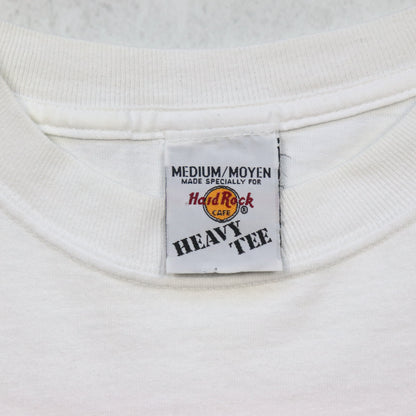 MEDIUM/MOYEN
MADE SPECIALLY FOR
Hard Rock
CAFE ®
HEAVY
TEE